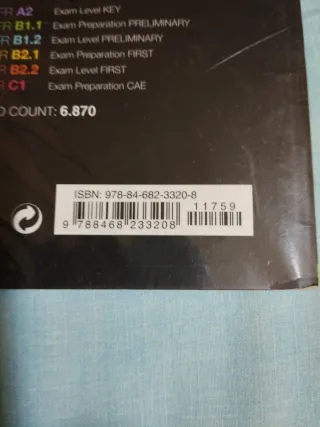 FR A2 Exam Level KEY
FR B1.1 Exam Preparation PRELIMINARY
FR B1.2 Exam Level PRELIMINARY
FR B2.1 Exam Preparation FIRST
R B2.2 Exam Level FIRST
R C1 Exam Preparation CAE
D COUNT: 6.870
ISBN: 978-84-682-3320-8
11759
9 788468 233208